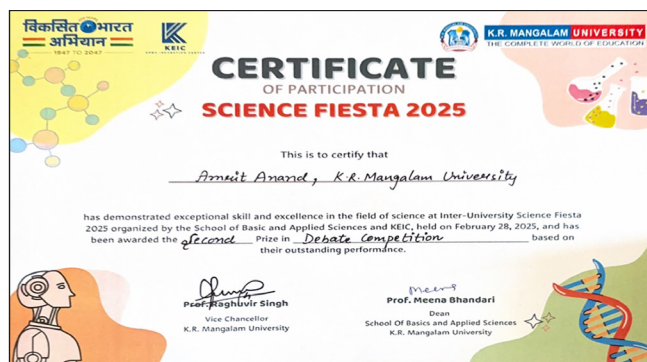 विकसित भारत
अभियान
1947 TO 2047
KEIC
K.R. MANGALAM UNIVERSITY
THE COMPLETE WORLD OF EDUCATION
CERTIFICATE
OF PARTICIPATION
SCIENCE FIESTA 2025
This is to certify that
Amrit Anand, K.R. Mangalam University
has demonstrated exceptional skill and excellence in the field of science at Inter-University Science Fiesta
2025 organized by the School of Basic and Applied Sciences and KEIC, held on February 28, 2025, and has
been awarded the Second Prize in Debate Competition based on
their outstanding performance.
Prof. Raghuvir Singh
Vice Chancellor
K.R. Mangalam University
Meena
Prof. Meena Bhandari
Dean
School Of Basics and Applied Sciences
K.R. Mangalam University